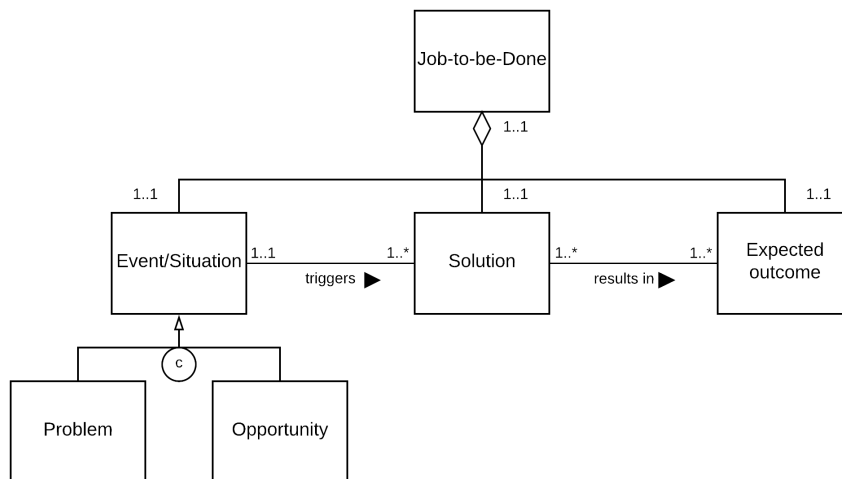 Job-to-be-Done
1..1
1..1
1..1
1..1
Event/Situation
1..1
triggers
1..*
Solution
1..*
results in
1..*
Expected
outcome
c
Problem
Opportunity